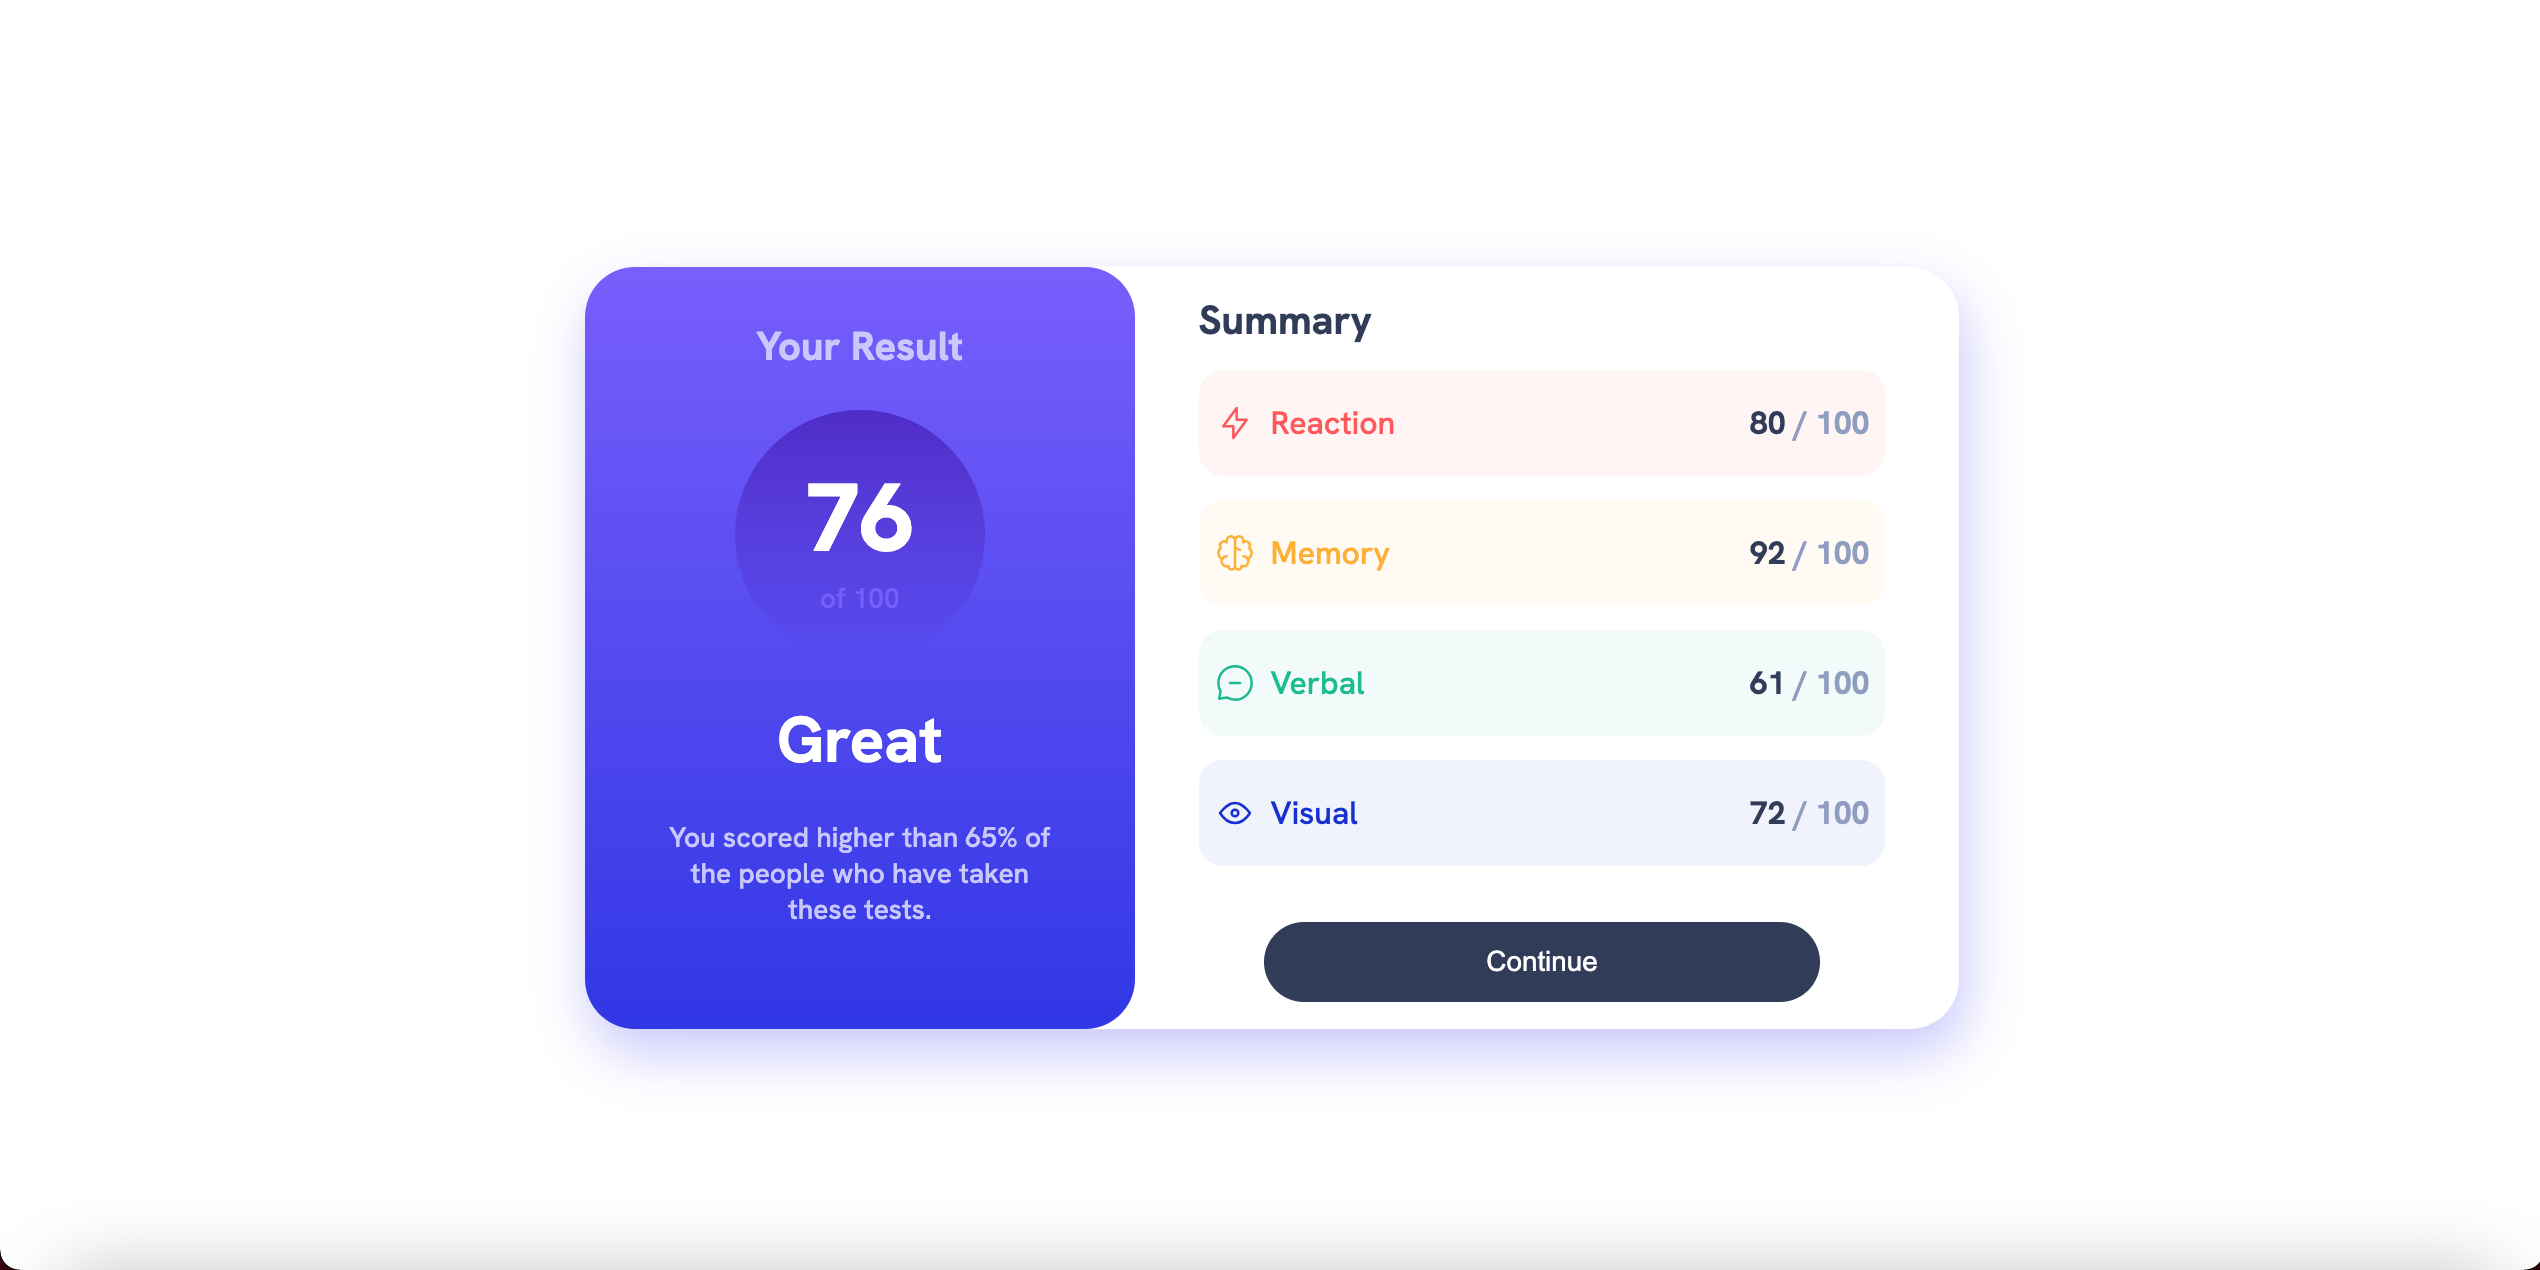 Your Result
76
of 100
Great
You scored higher than 65% of
the people who have taken
these tests.
Summary
Reaction 80 / 100
Memory 92 / 100
Verbal 61 / 100
Visual 72 / 100
Continue